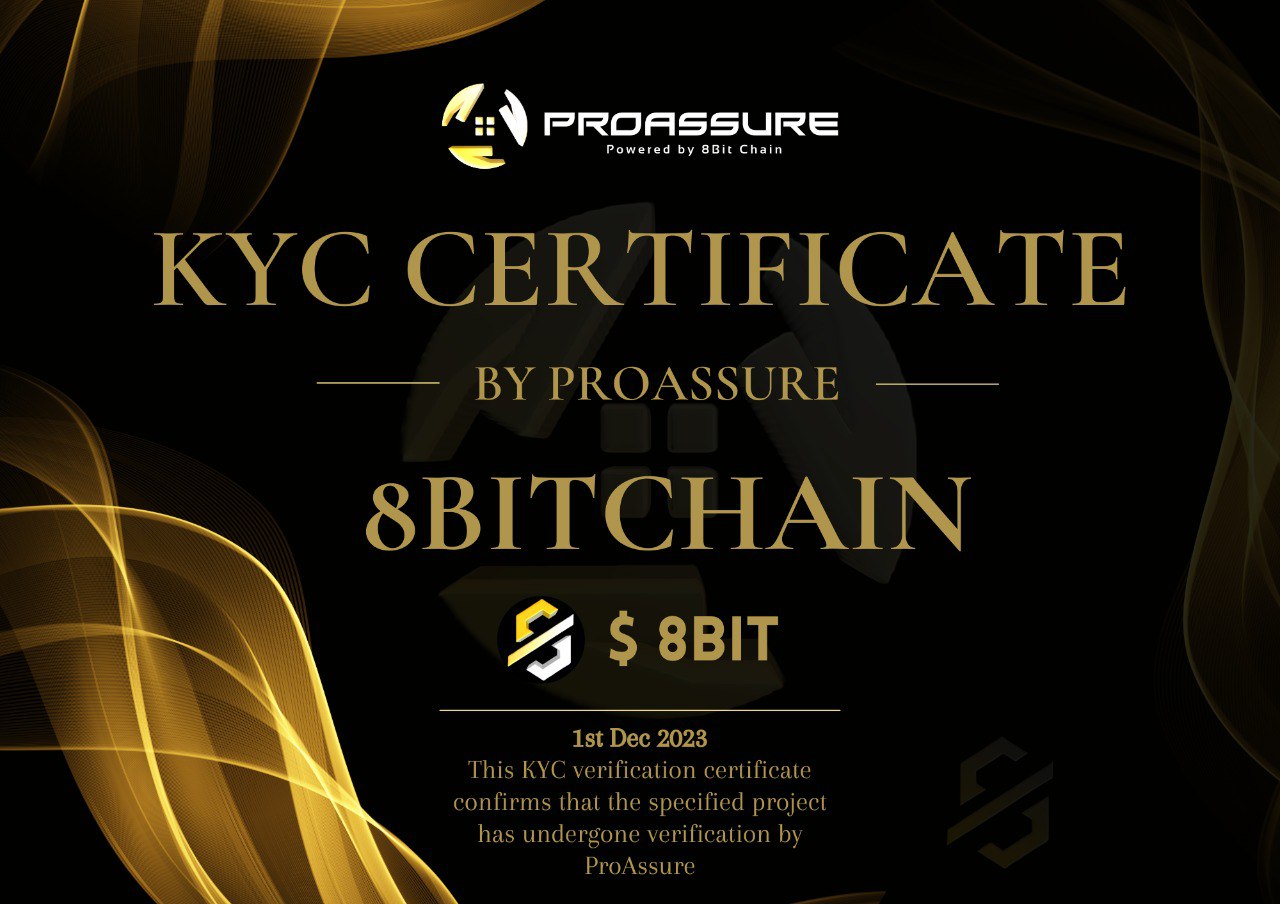 PROASSURE
Powered by 8Bit Chain
KYC CERTIFICATE
BY PROASSURE
8BITCHAIN
$ 8BIT
1st Dec 2023
This KYC verification certificate
confirms that the specified project
has undergone verification by
ProAssure